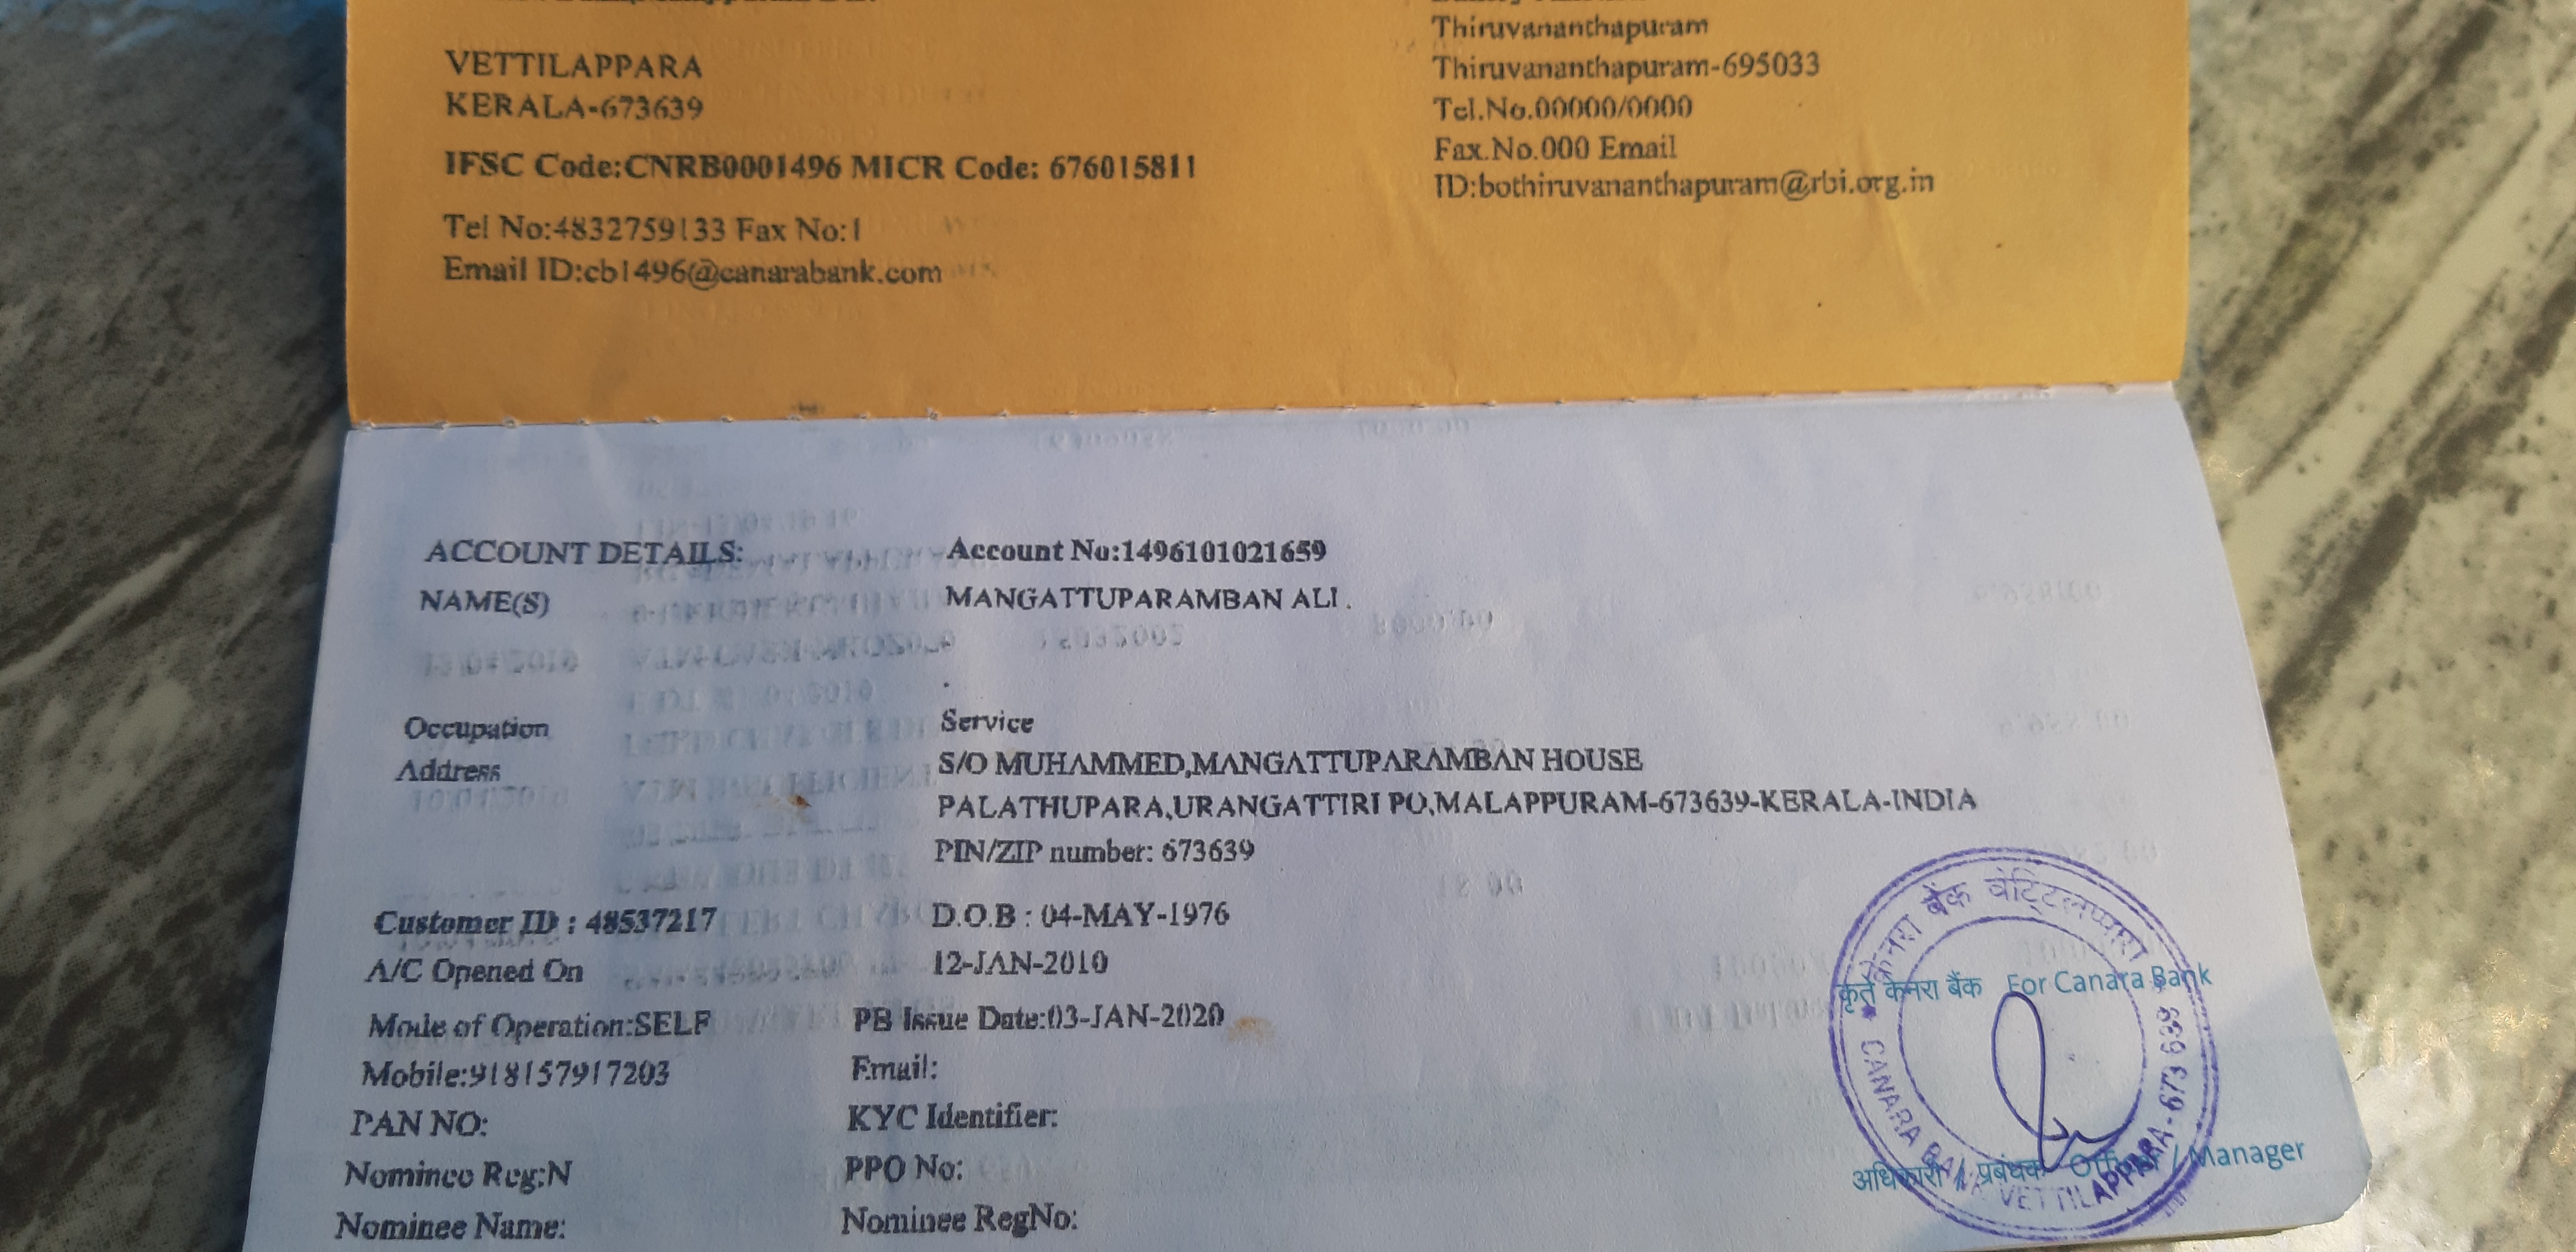 Thiruvananthapuram
VETTILAPPARA
Thiruvananthapuram-695033
KERALA-673639
Tel.No.00000/0000
Fax.No.000 Email
IFSC Code:CNRB0001496 MICR Code: 676015811
ID:bothiruvananthapuram@rbi.org.in
Tel No:4832759133 Fax No:1
Email ID:cb1496@canarabank.com
ACCOUNT DETAILS: Account No:1496101021659
NAME(S) MANGATTUPARAMBAN ALI .
.
Occupation Service
Address S/O MUHAMMED,MANGATTUPARAMBAN HOUSE
PALATHUPARA,URANGATTIRI PO,MALAPPURAM-673639-KERALA-INDIA
PIN/ZIP number: 673639
Customer ID : 48537217 D.O.B : 04-MAY-1976
A/C Opened On 12-JAN-2010
Mode of Operation:SELF PB Issue Date:03-JAN-2020
Mobile:918157917203 Email:
PAN NO: KYC Identifier:
Nominee Reg:N PPO No:
Nominee Name: Nominee RegNo:
कृते केनरा बैंक For Canara Bank
अधिकारी / प्रबंधक Officer / Manager
केनरा बैंक वेट्टिलप्पारा
CANARA BANK VETTILAPPARA-673 639